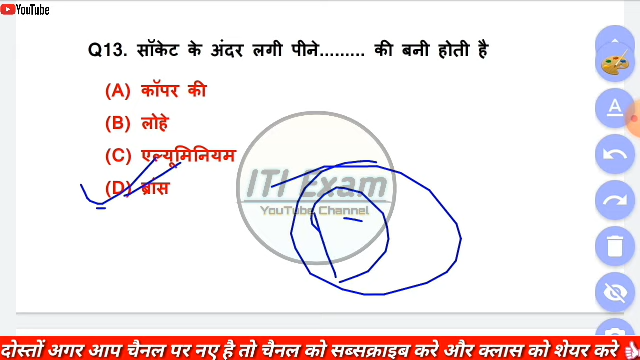 YouTube
Q13. सॉकेट के अंदर लगी पीने......... की बनी होती है
(A) कॉपर की
(B) लोहे
(C) एल्यूमिनियम
(D) ब्रांस
ITI Exam
YouTube Channel
दोस्तों अगर आप चैनल पर नए है तो चैनल को सब्सक्राइब करे और क्लास को शेयर करे